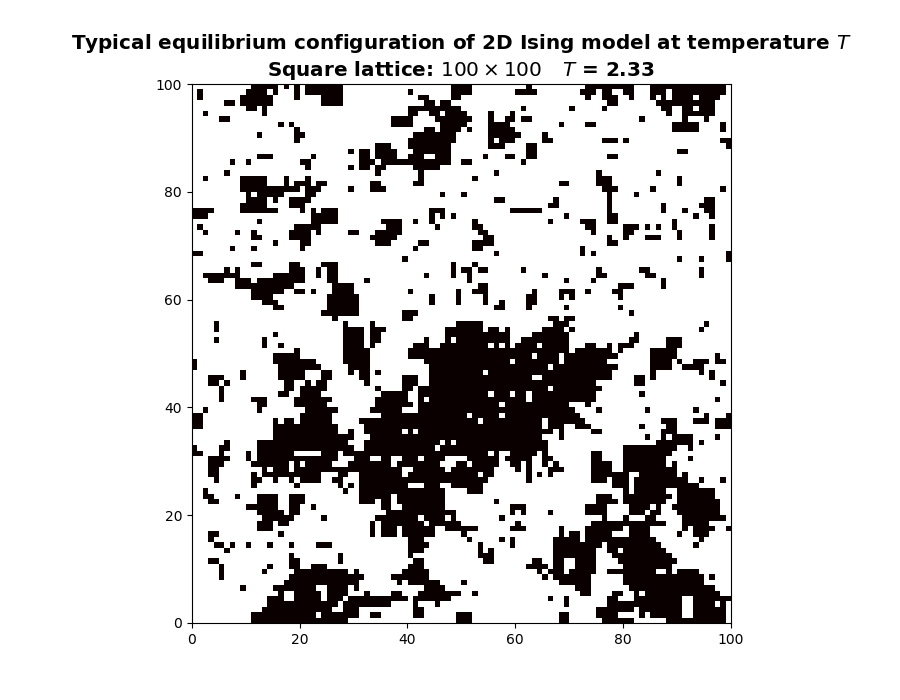 Typical equilibrium configuration of 2D Ising model at temperature T
Square lattice: 100 × 100 T = 2.33
100
80
60
40
20
0
0 20 40 60 80 100